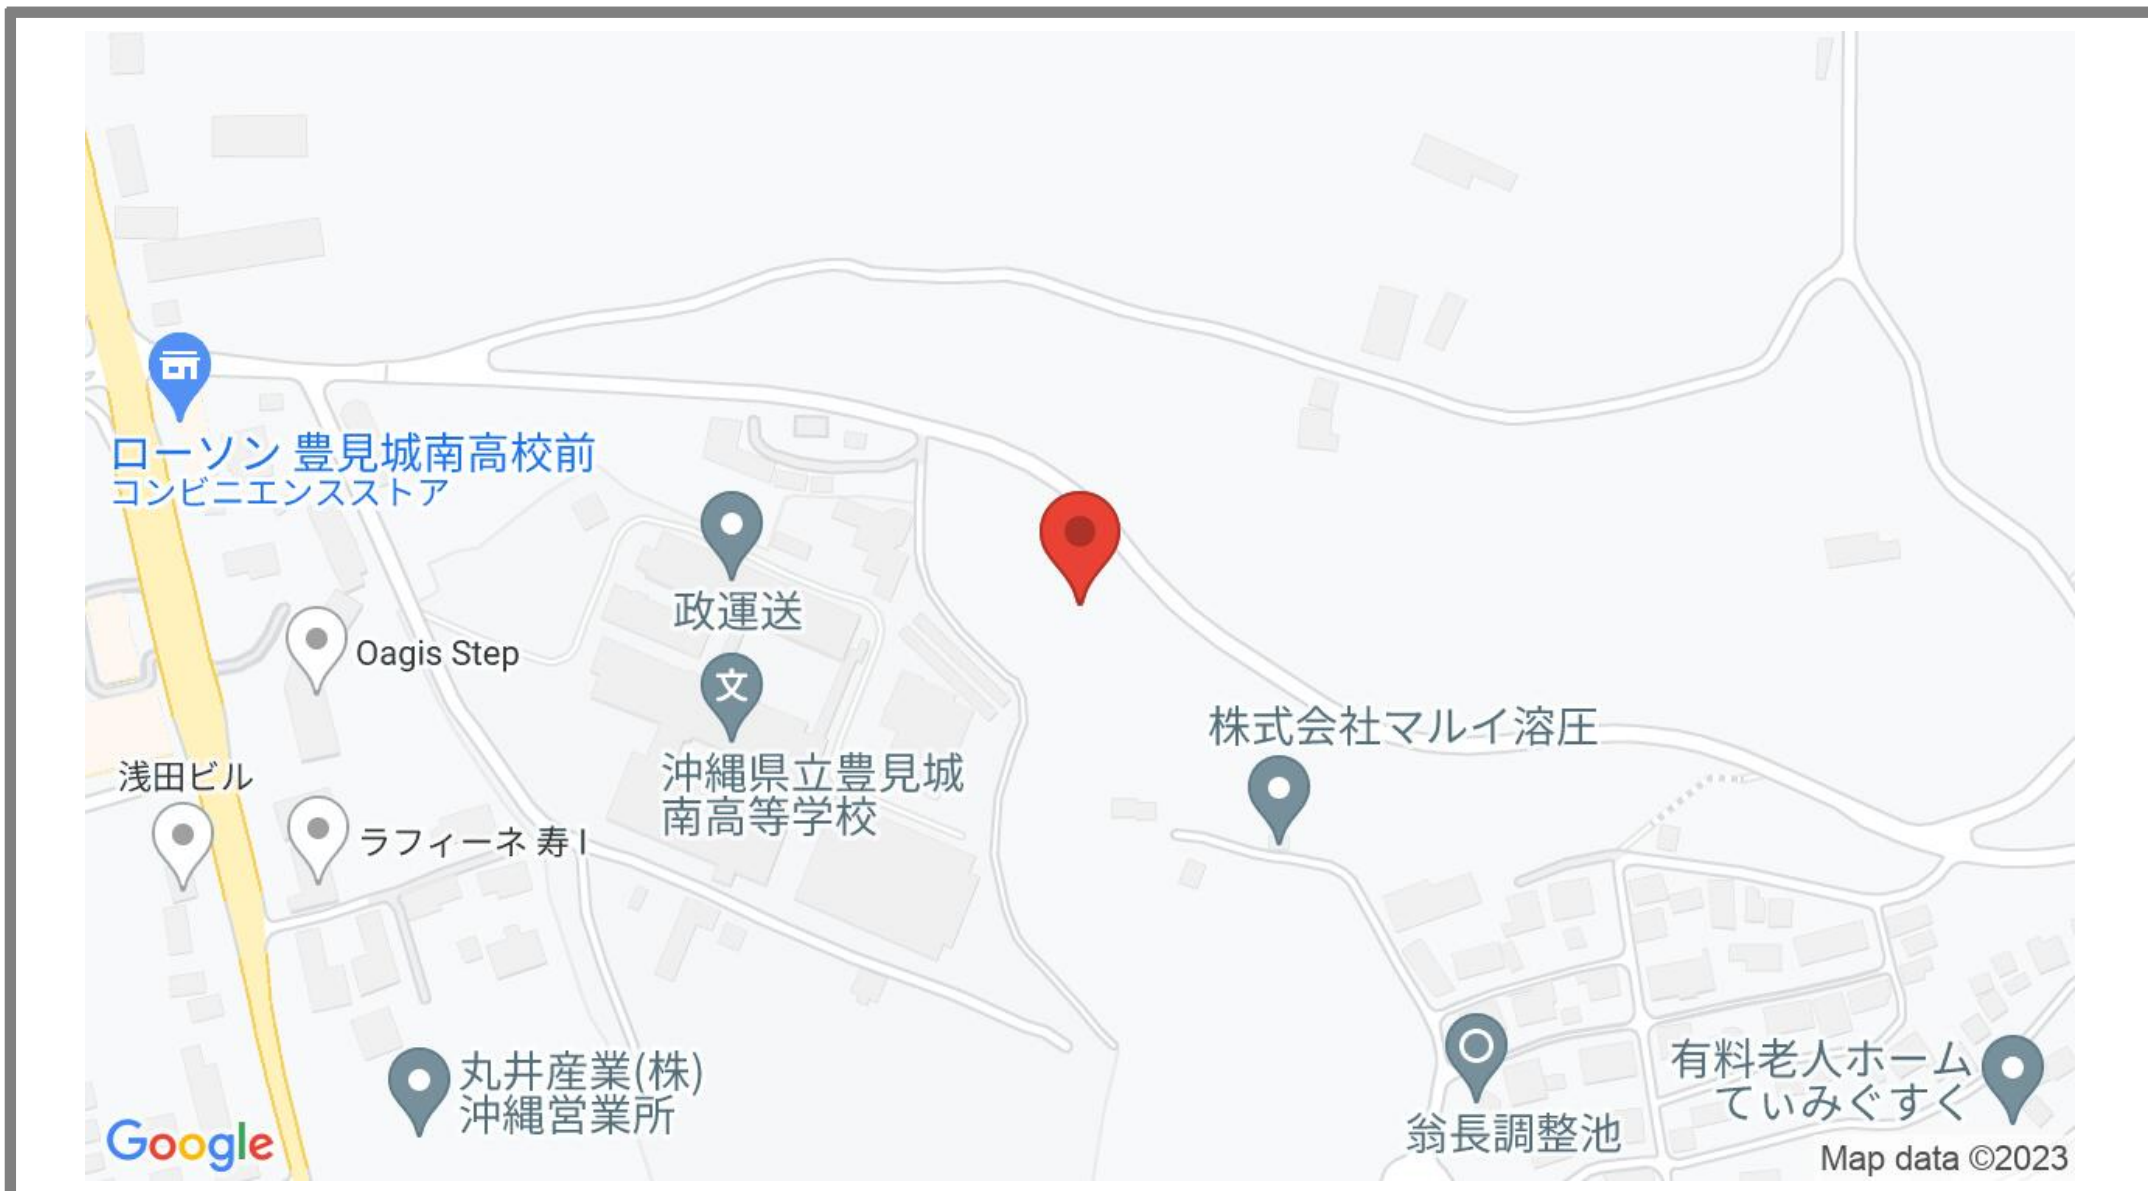 ローソン 豊見城南高校前
コンビニエンスストア
政運送
Oagis Step
文
沖縄県立豊見城
南高等学校
株式会社マルイ溶圧
浅田ビル
ラフィーネ 寿 I
丸井産業(株)
沖縄営業所
翁長調整池
有料老人ホーム
てぃみぐすく
Google
Map data ©2023